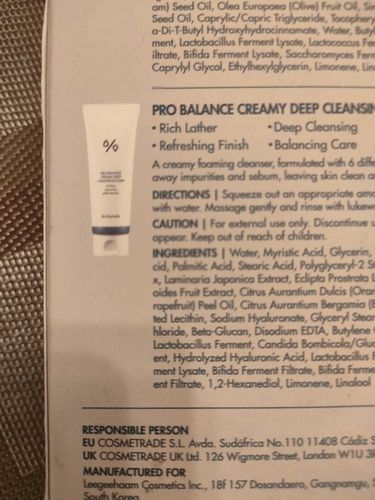 am) Seed Oil, Olea Europaea (Olive) Fruit Oil, Sim
Seed Oil, Caprylic/Capric Triglyceride, Tocophery
a-Di-T-Butyl Hydroxyhydrocinnamate, Water, Butyl
ment, Lactobacillus Ferment Lysate, Lactococcus Fer
iltrate, Bifida Ferment Lysate, Saccharomyces Ferm
Caprylyl Glycol, Ethylhexylglycerin, Limonene, Lin
PRO BALANCE CREAMY DEEP CLEANSIN
• Rich Lather • Deep Cleansing
• Refreshing Finish • Balancing Care
A creamy foaming cleanser, formulated with 6 diffe
away impurities and sebum, leaving skin clean a
DIRECTIONS | Squeeze out an appropriate amo
with water. Massage gently and rinse with lukew
CAUTION | For external use only. Discontinue u
appear. Keep out of reach of children.
INGREDIENTS | Water, Myristic Acid, Glycerin,
cid, Palmitic Acid, Stearic Acid, Polyglyceryl-2 St
x, Laminaria Japonica Extract, Eclipta Prostrata L
oides Fruit Extract, Citrus Aurantium Dulcis (Oran
rapefruit) Peel Oil, Citrus Aurantium Bergamia (B
ted Lecithin, Sodium Hyaluronate, Glyceryl Stear
hloride, Beta-Glucan, Disodium EDTA, Butylene
Lactobacillus Ferment, Candida Bombicola/Gluc
ent, Hydrolyzed Hyaluronic Acid, Lactobacillus F
ment Lysate, Bifida Ferment Filtrate, Bifida Ferme
ent Filtrate, 1,2-Hexanediol, Limonene, Linalool
RESPONSIBLE PERSON
EU COSMETRADE S.L. Avda. Sudáfrica No.110 11408 Cádiz S
UK COSMETRADE UK Ltd. 126 Wigmore Street, London W1U 3R
MANUFACTURED FOR
Leegeehaam Cosmetics Inc., 18f 157 Dosandaero, Gangnamgu, S
South Korea